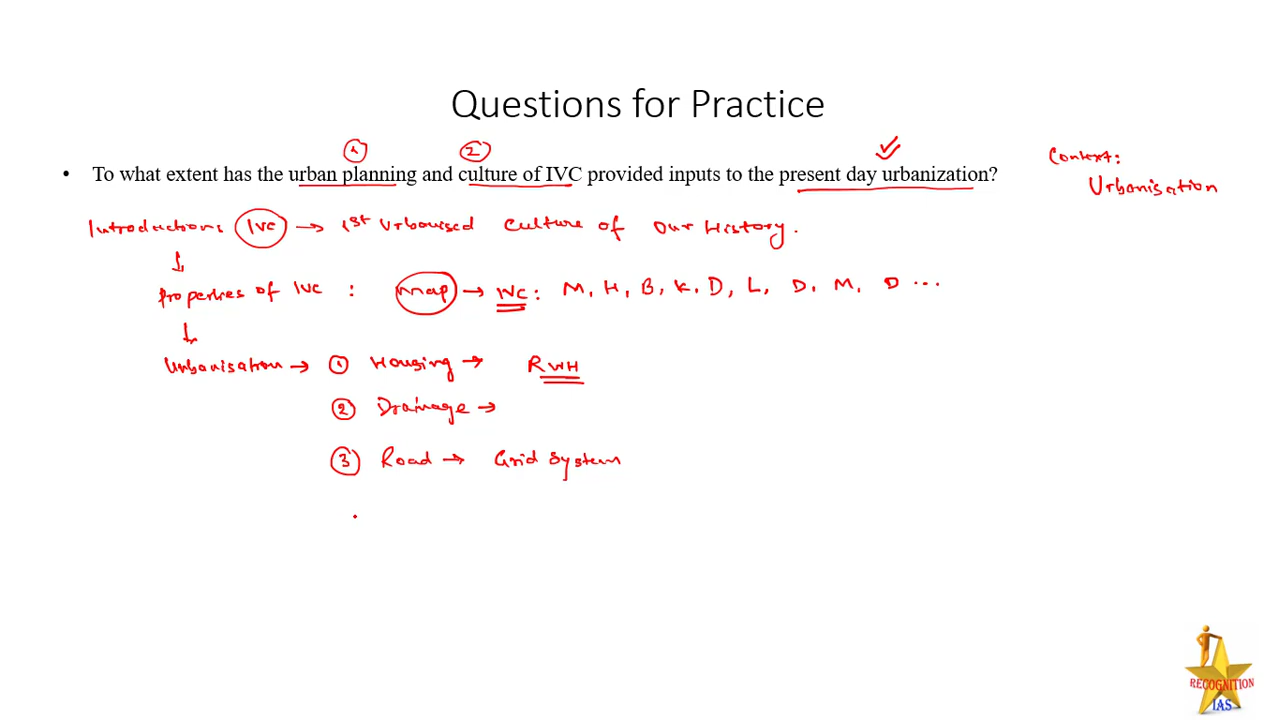 Questions for Practice
① ②
• To what extent has the urban planning and culture of IVC provided inputs to the present day urbanization?
Context:
Urbanisation
Introductions IVC → 1st Urbanised Culture of Our History.
Properties of IVC : Map → IVC : M, H, B, K, D, L, D, M, D ...
Urbanisation → ① Housing → RWH
② Drainage →
③ Road → Grid System
RECOGNITION
IAS